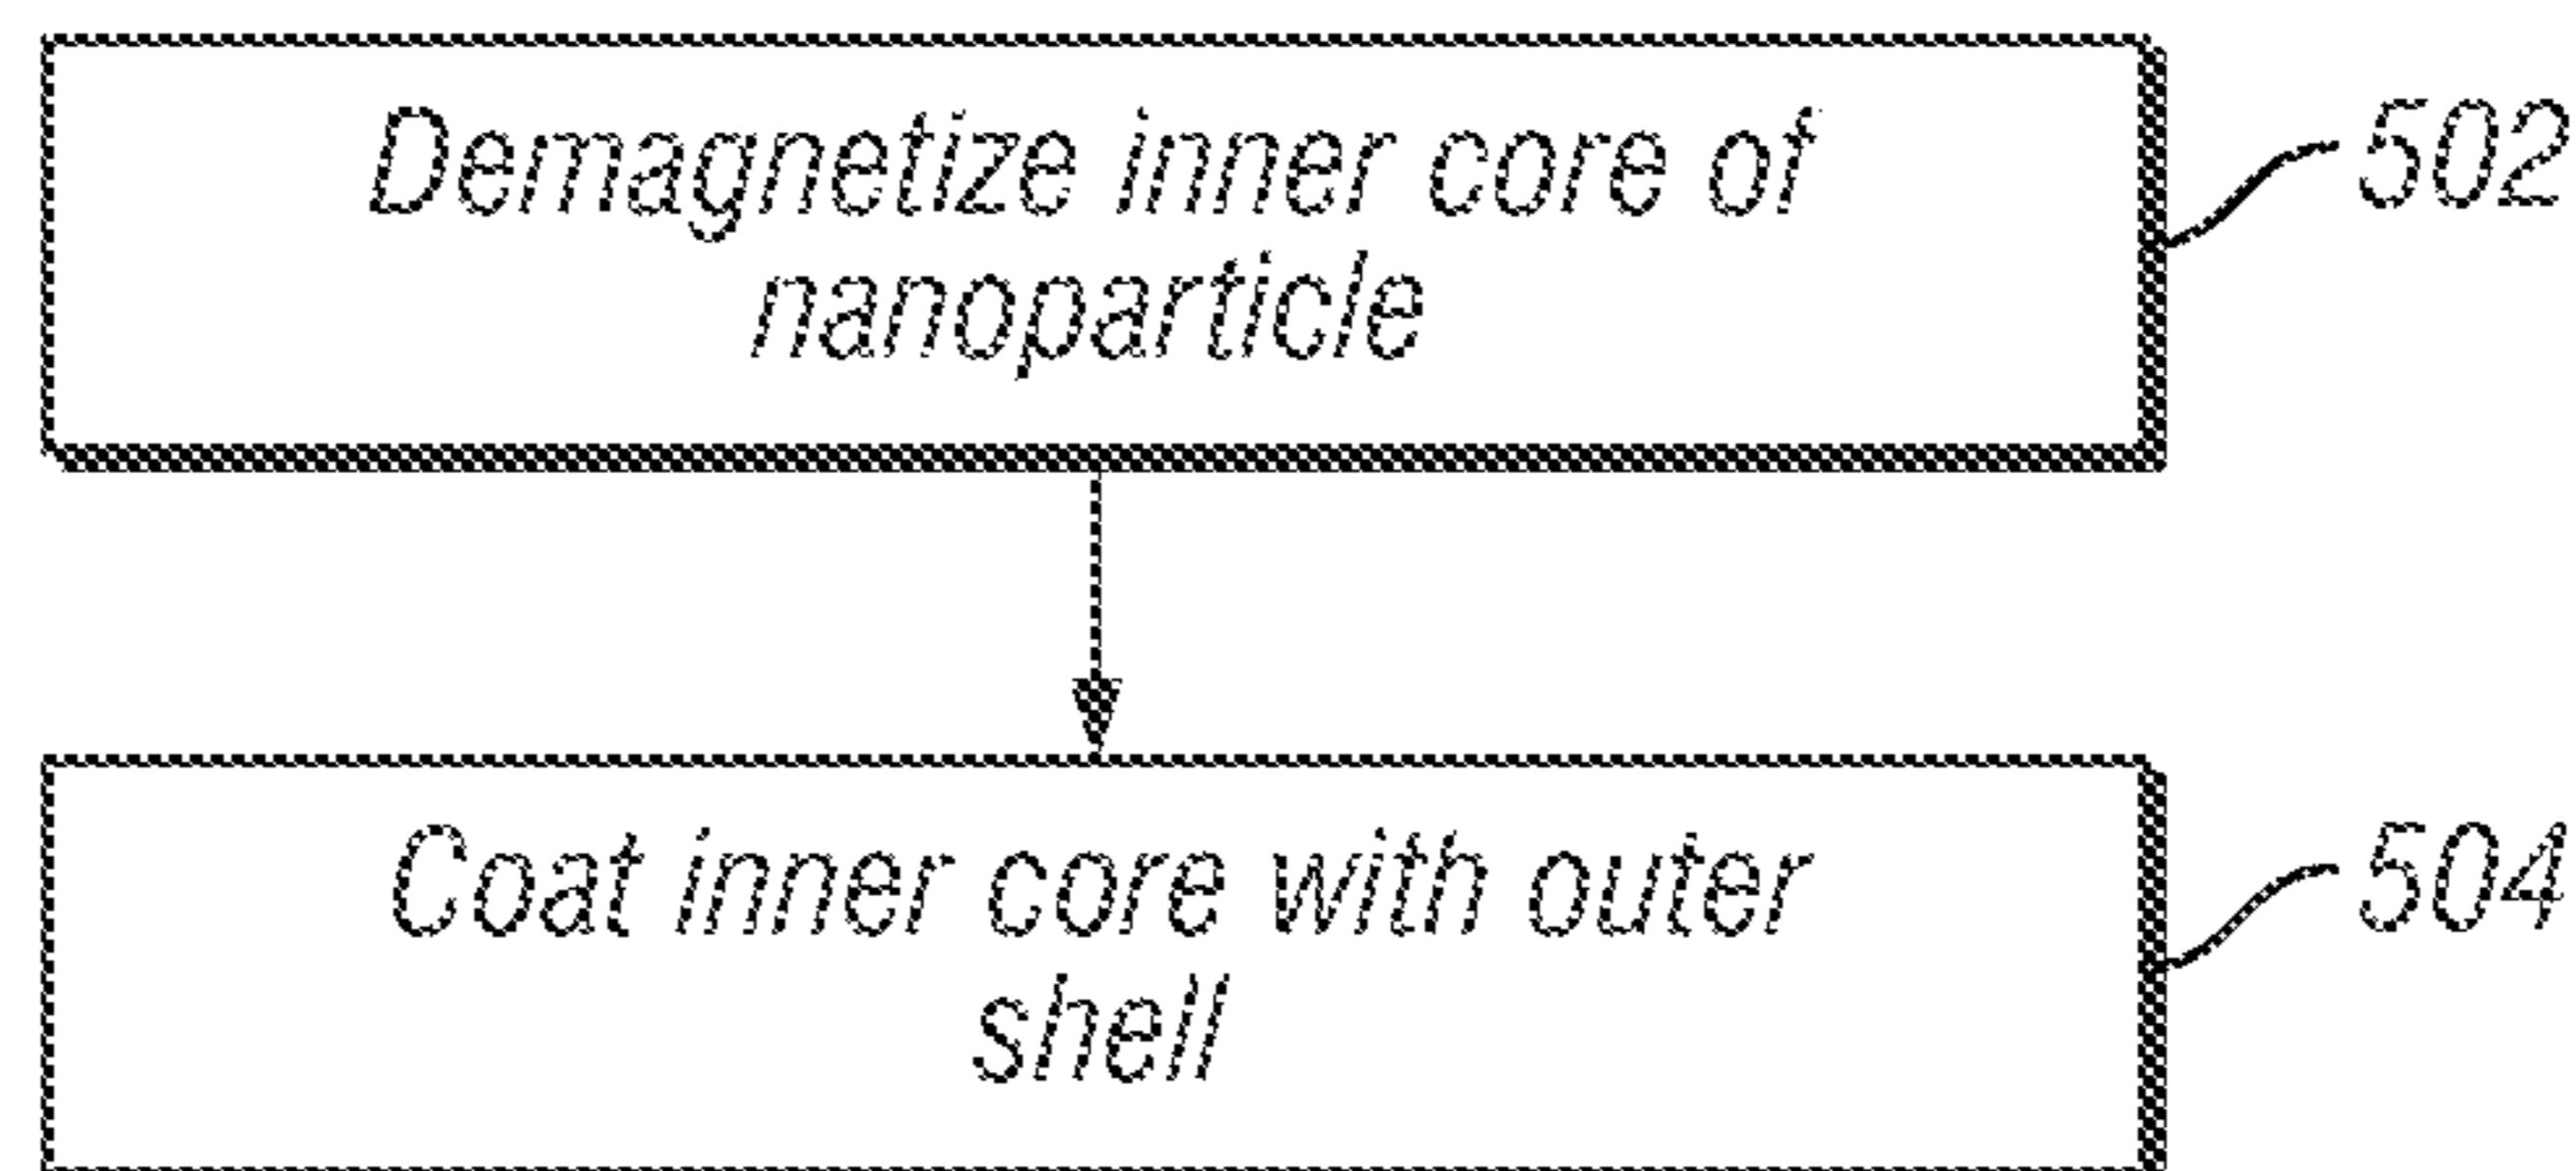 Demagnetize inner core of
nanoparticle
502
Coat inner core with outer
shell
504